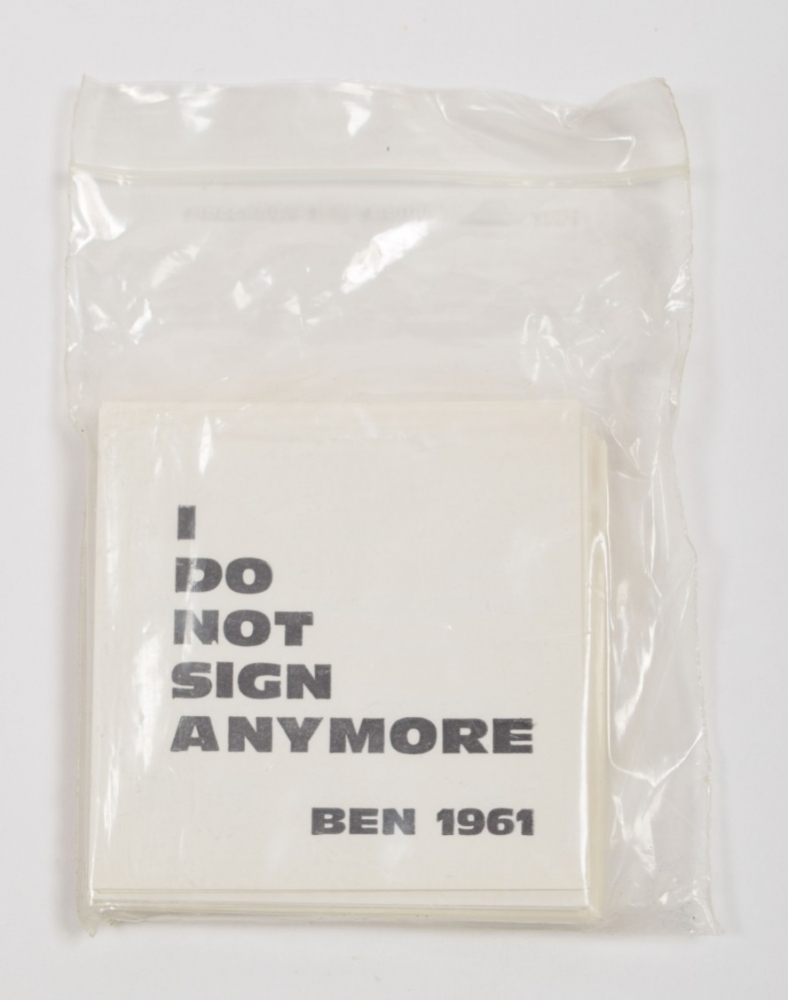 I
DO
NOT
SIGN
ANYMORE
BEN 1961